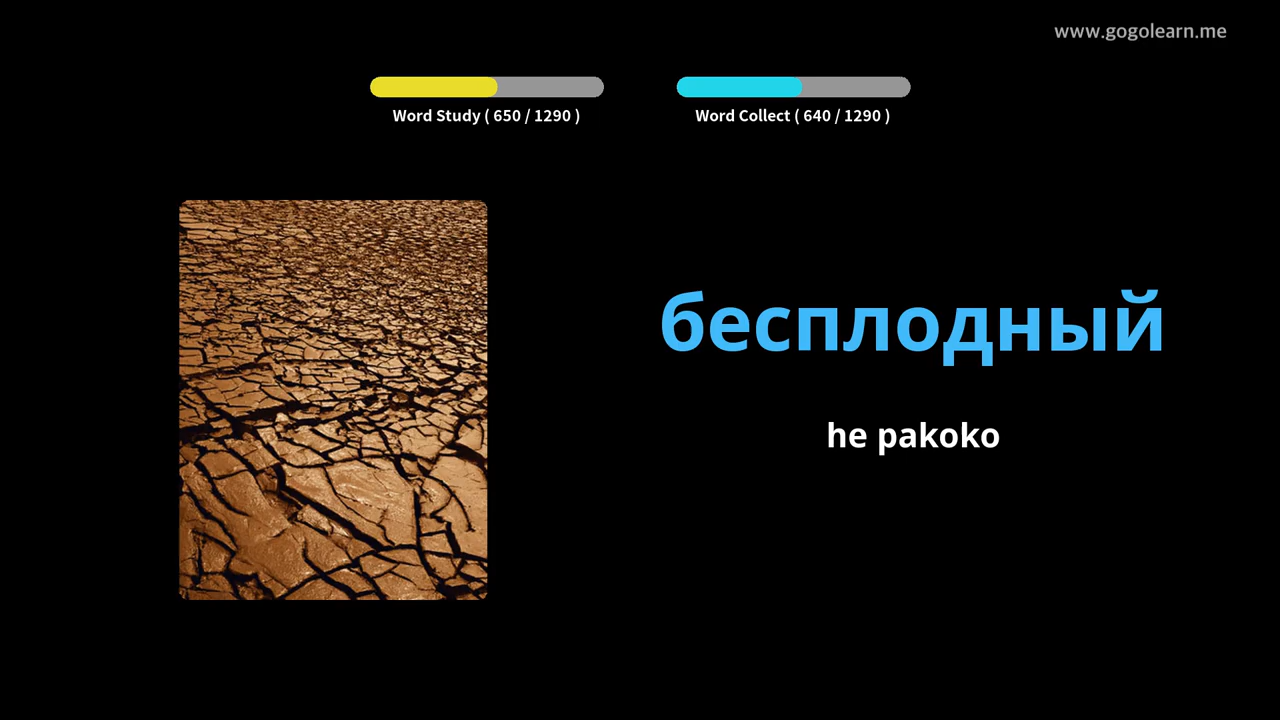 www.gogolearn.me
Word Study ( 650 / 1290 )
Word Collect ( 640 / 1290 )
бесплодный
he pakoko